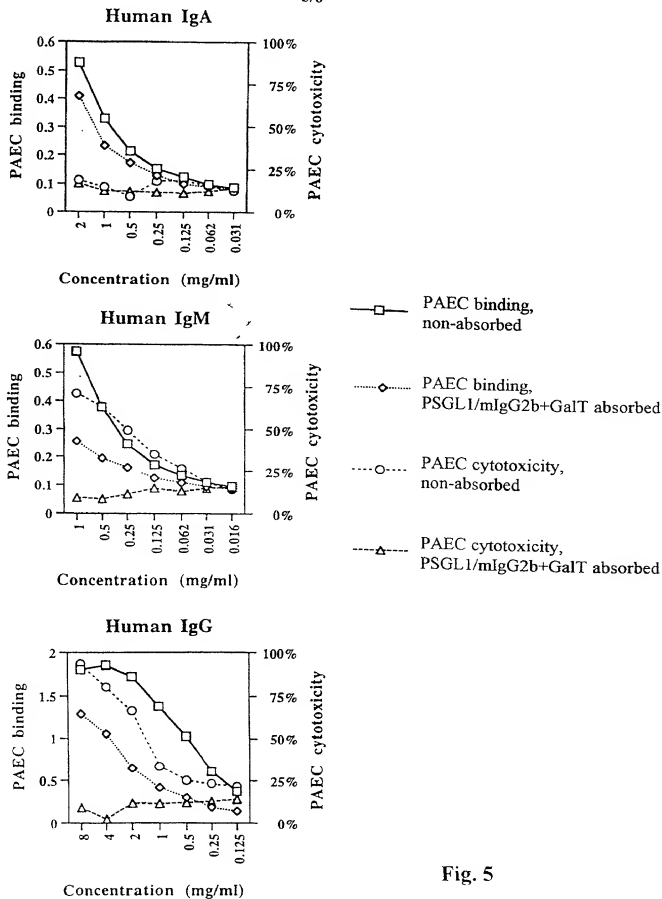 Human IgA
0.6
0.5
0.4
0.3
0.2
0.1
0
PAEC binding
100%
75%
50%
25%
0%
PAEC cytotoxicity
2
1
0.5
0.25
0.125
0.062
0.031
Concentration (mg/ml)
Human IgM
0.6
0.5
0.4
0.3
0.2
0.1
0
PAEC binding
100%
75%
50%
25%
0%
PAEC cytotoxicity
1
0.5
0.25
0.125
0.062
0.031
0.016
Concentration (mg/ml)
Human IgG
2
1.5
1
0.5
0
PAEC binding
100%
75%
50%
25%
0%
PAEC cytotoxicity
8
4
2
1
0.5
0.25
0.125
Concentration (mg/ml)
PAEC binding,
non-absorbed
PAEC binding,
PSGL1/mIgG2b+GalT absorbed
PAEC cytotoxicity,
non-absorbed
PAEC cytotoxicity,
PSGL1/mIgG2b+GalT absorbed
Fig. 5